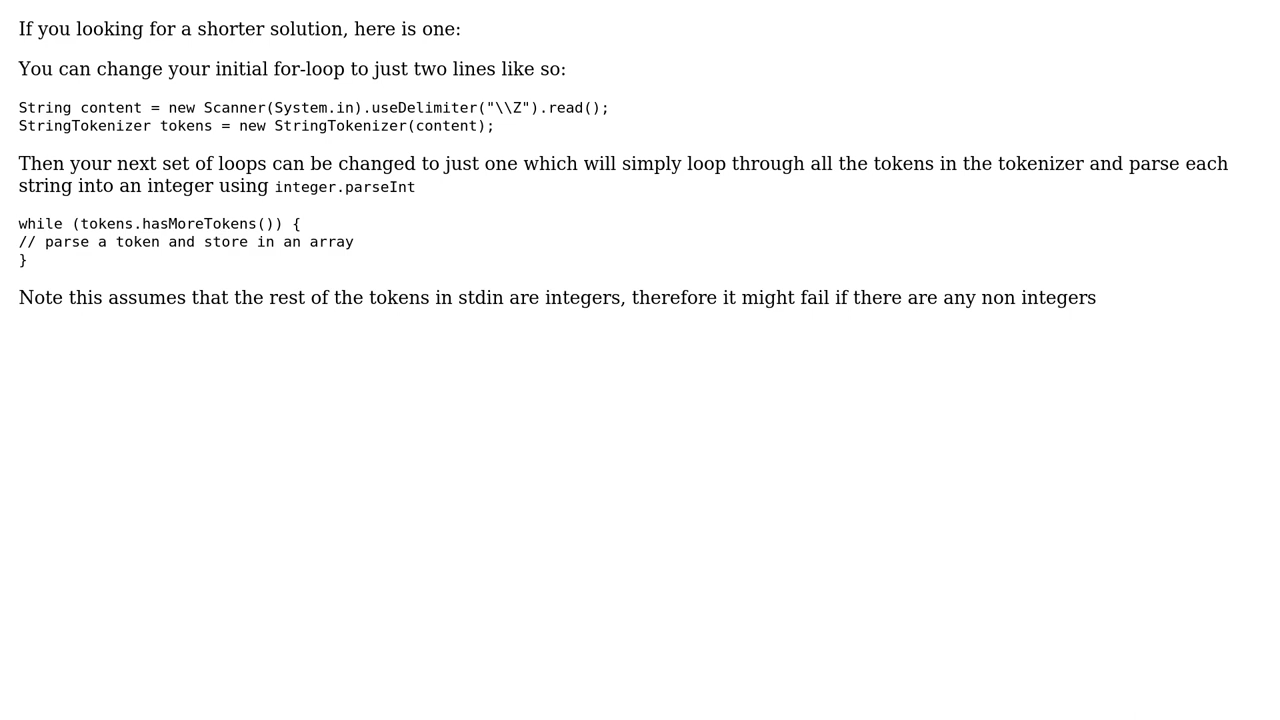 If you looking for a shorter solution, here is one:
You can change your initial for-loop to just two lines like so:
String content = new Scanner(System.in).useDelimiter("\\Z").read();
StringTokenizer tokens = new StringTokenizer(content);
Then your next set of loops can be changed to just one which will simply loop through all the tokens in the tokenizer and parse each
string into an integer using integer.parseInt
while (tokens.hasMoreTokens()) {
// parse a token and store in an array
}
Note this assumes that the rest of the tokens in stdin are integers, therefore it might fail if there are any non integers